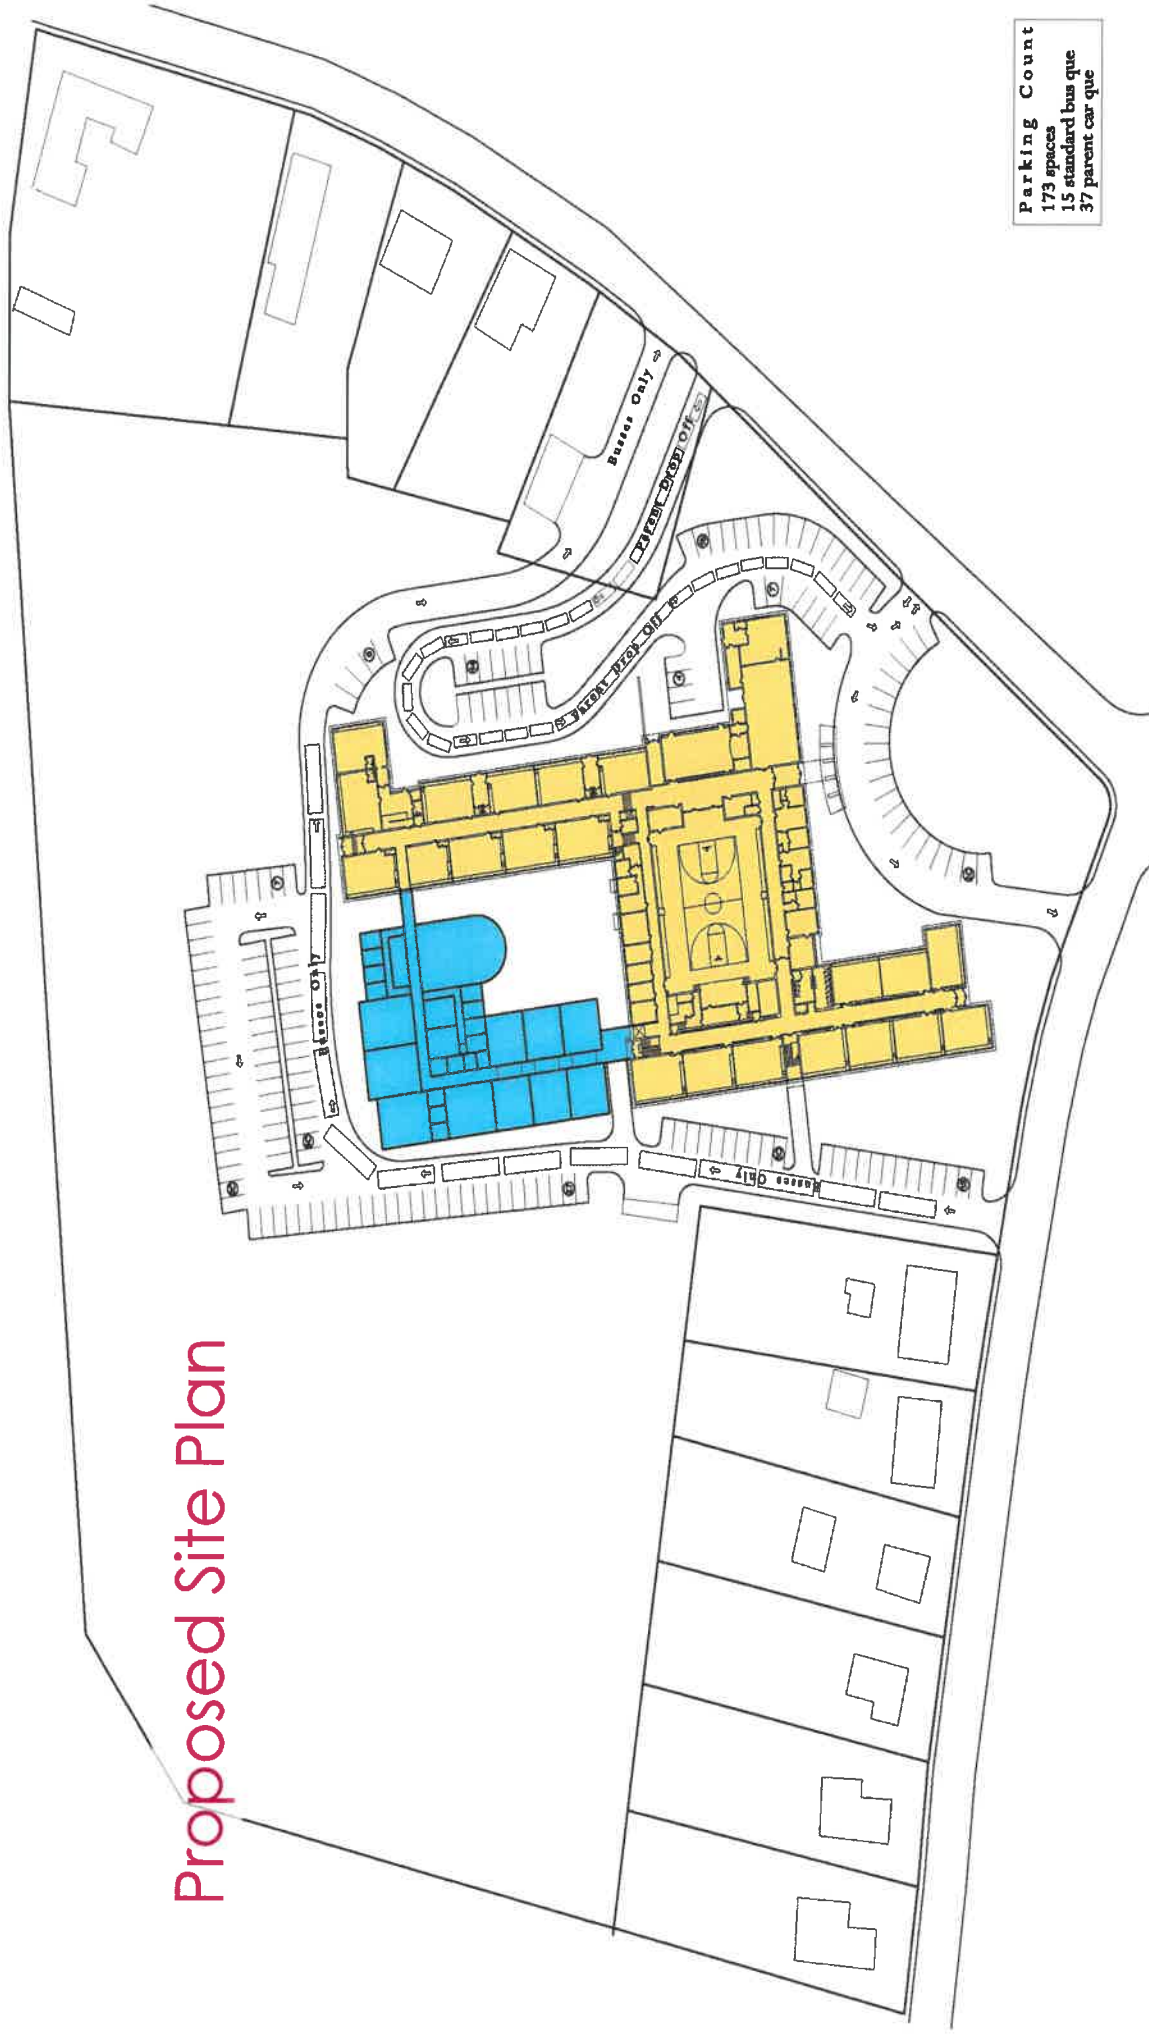 Proposed Site Plan
Busses Only
Parent Drop Off
Parent Drop Off
Busses Only
Busses Only
Parking Count
173 spaces
15 standard bus que
37 parent car que